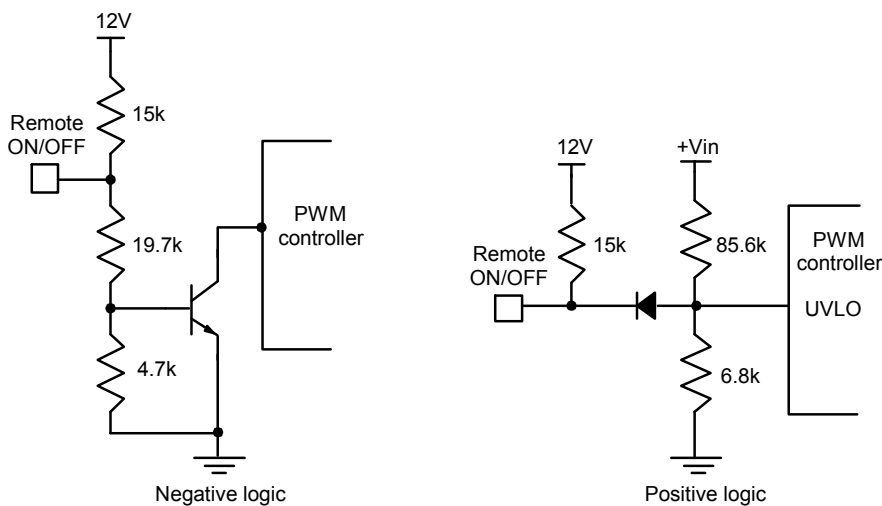 12V
15k
Remote
ON/OFF
19.7k
4.7k
PWM
controller
Negative logic
12V
+Vin
15k
85.6k
Remote
ON/OFF
PWM
controller
UVLO
6.8k
Positive logic